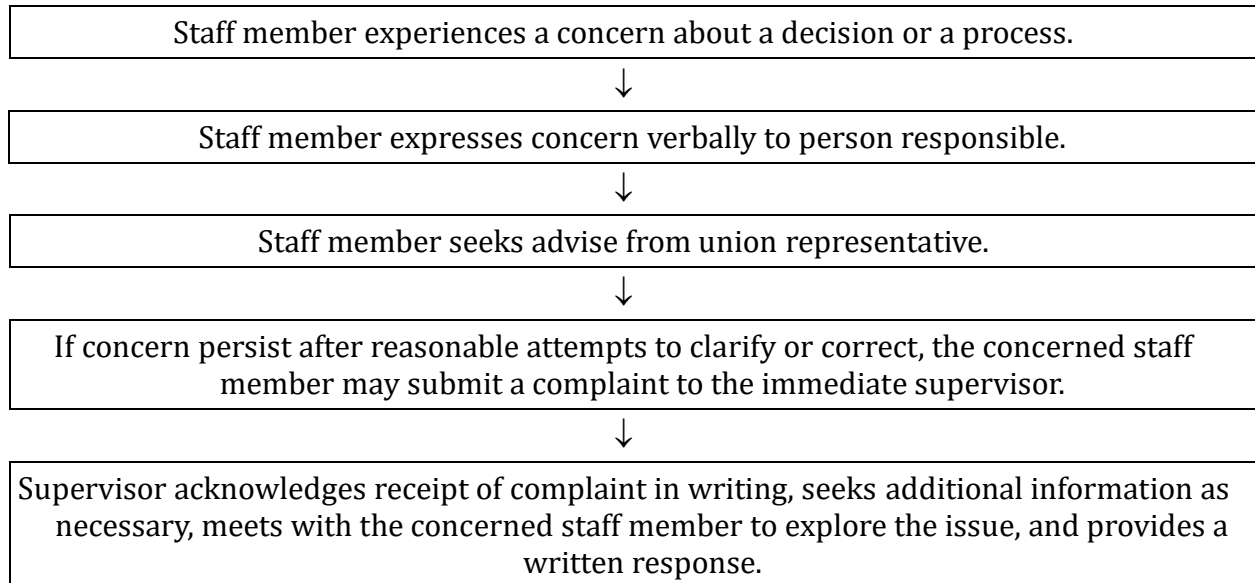 Staff member experiences a concern about a decision or a process.
↓
Staff member expresses concern verbally to person responsible.
↓
Staff member seeks advise from union representative.
↓
If concern persist after reasonable attempts to clarify or correct, the concerned staff
member may submit a complaint to the immediate supervisor.
↓
Supervisor acknowledges receipt of complaint in writing, seeks additional information as
necessary, meets with the concerned staff member to explore the issue, and provides a
written response.